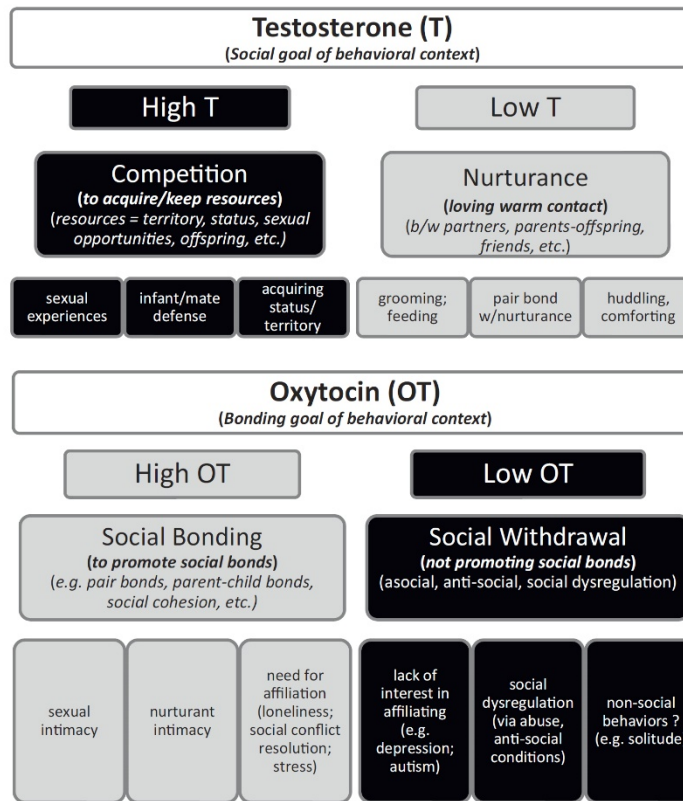 Testosterone (T)
(Social goal of behavioral context)
High T
Low T
Competition
(to acquire/keep resources)
(resources = territory, status, sexual
opportunities, offspring, etc.)
Nurturance
(loving warm contact)
(b/w partners, parents-offspring,
friends, etc.)
sexual
experiences
infant/mate
defense
acquiring
status/
territory
grooming;
feeding
pair bond
w/nurturance
huddling,
comforting
Oxytocin (OT)
(Bonding goal of behavioral context)
High OT
Low OT
Social Bonding
(to promote social bonds)
(e.g. pair bonds, parent-child bonds,
social cohesion, etc.)
Social Withdrawal
(not promoting social bonds)
(asocial, anti-social, social dysregulation)
sexual
intimacy
nurturant
intimacy
need for
affiliation
(loneliness;
social conflict
resolution;
stress)
lack of
interest in
affiliating
(e.g.
depression;
autism)
social
dysregulation
(via abuse,
anti-social
conditions)
non-social
behaviors ?
(e.g. solitude)